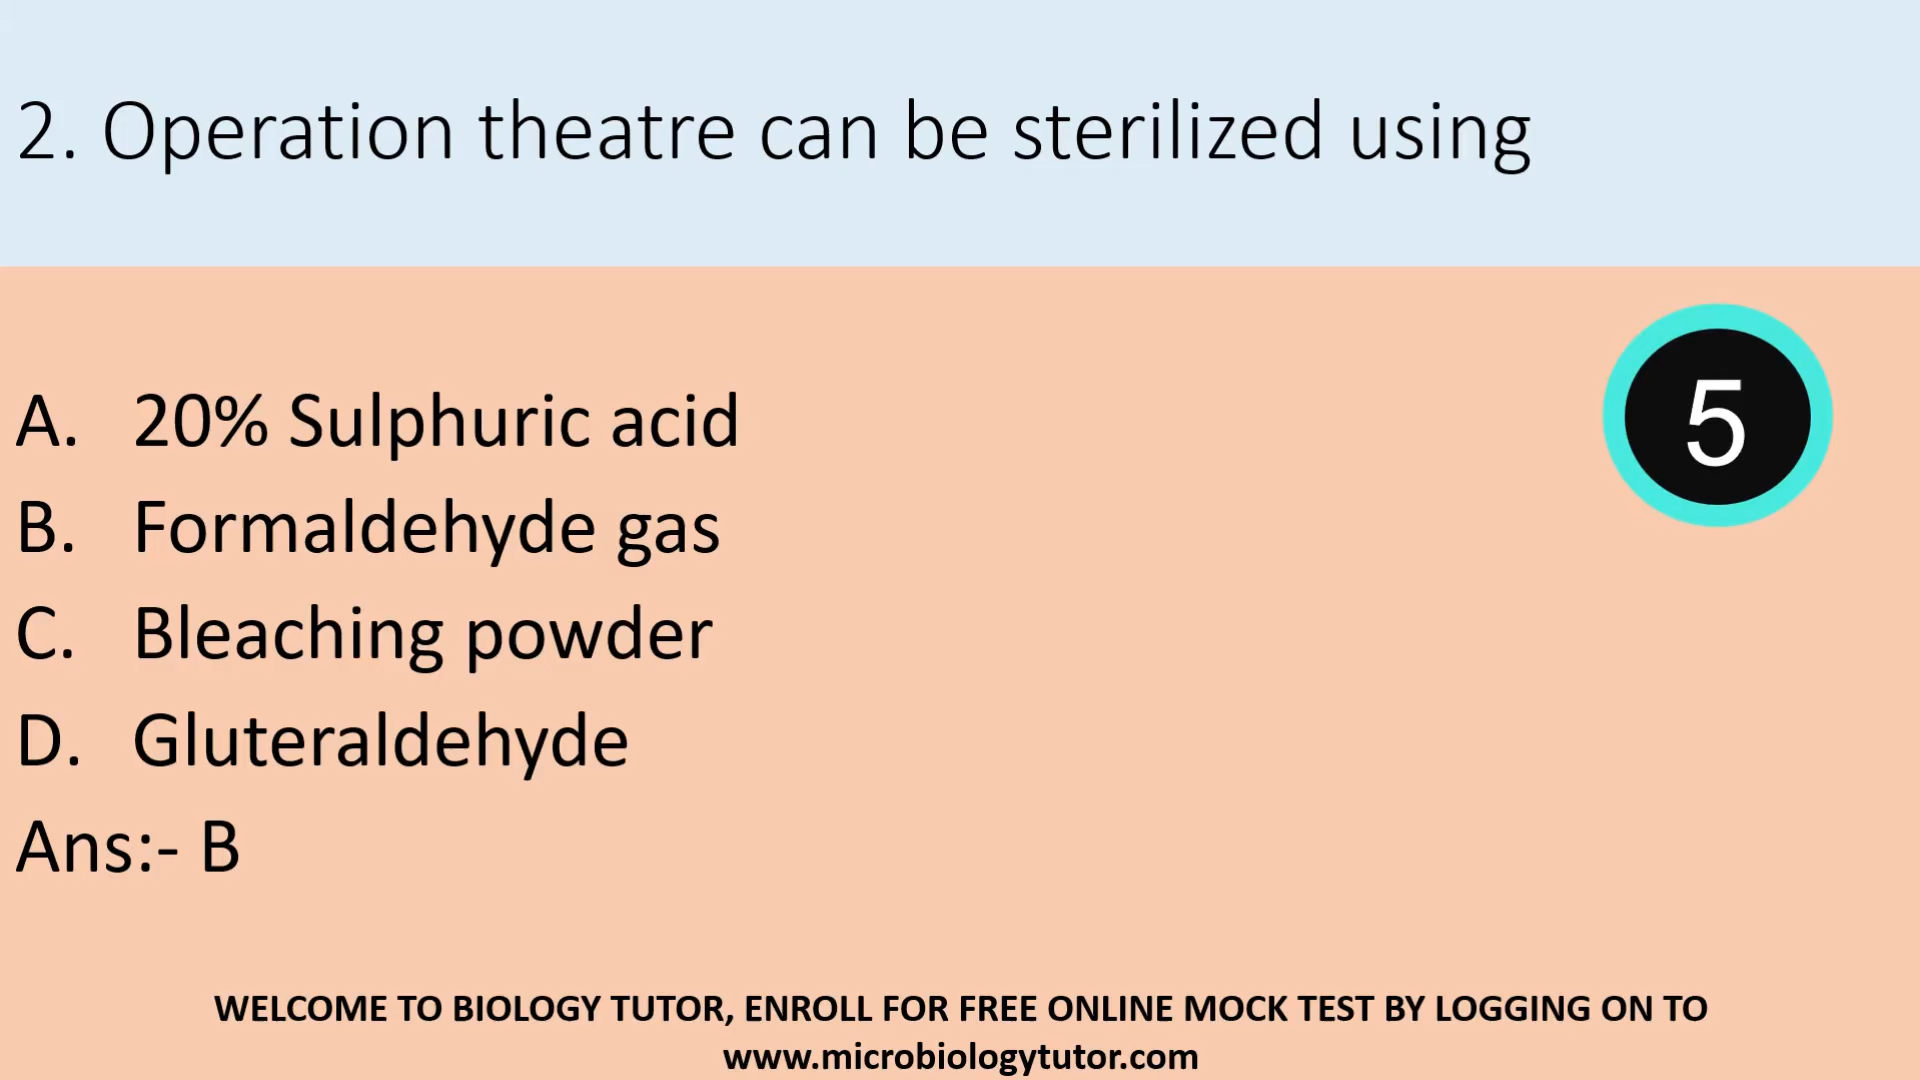 2. Operation theatre can be sterilized using
5
A. 20% Sulphuric acid
B. Formaldehyde gas
C. Bleaching powder
D. Gluteraldehyde
Ans:- B
WELCOME TO BIOLOGY TUTOR, ENROLL FOR FREE ONLINE MOCK TEST BY LOGGING ON TO
www.microbiologytutor.com